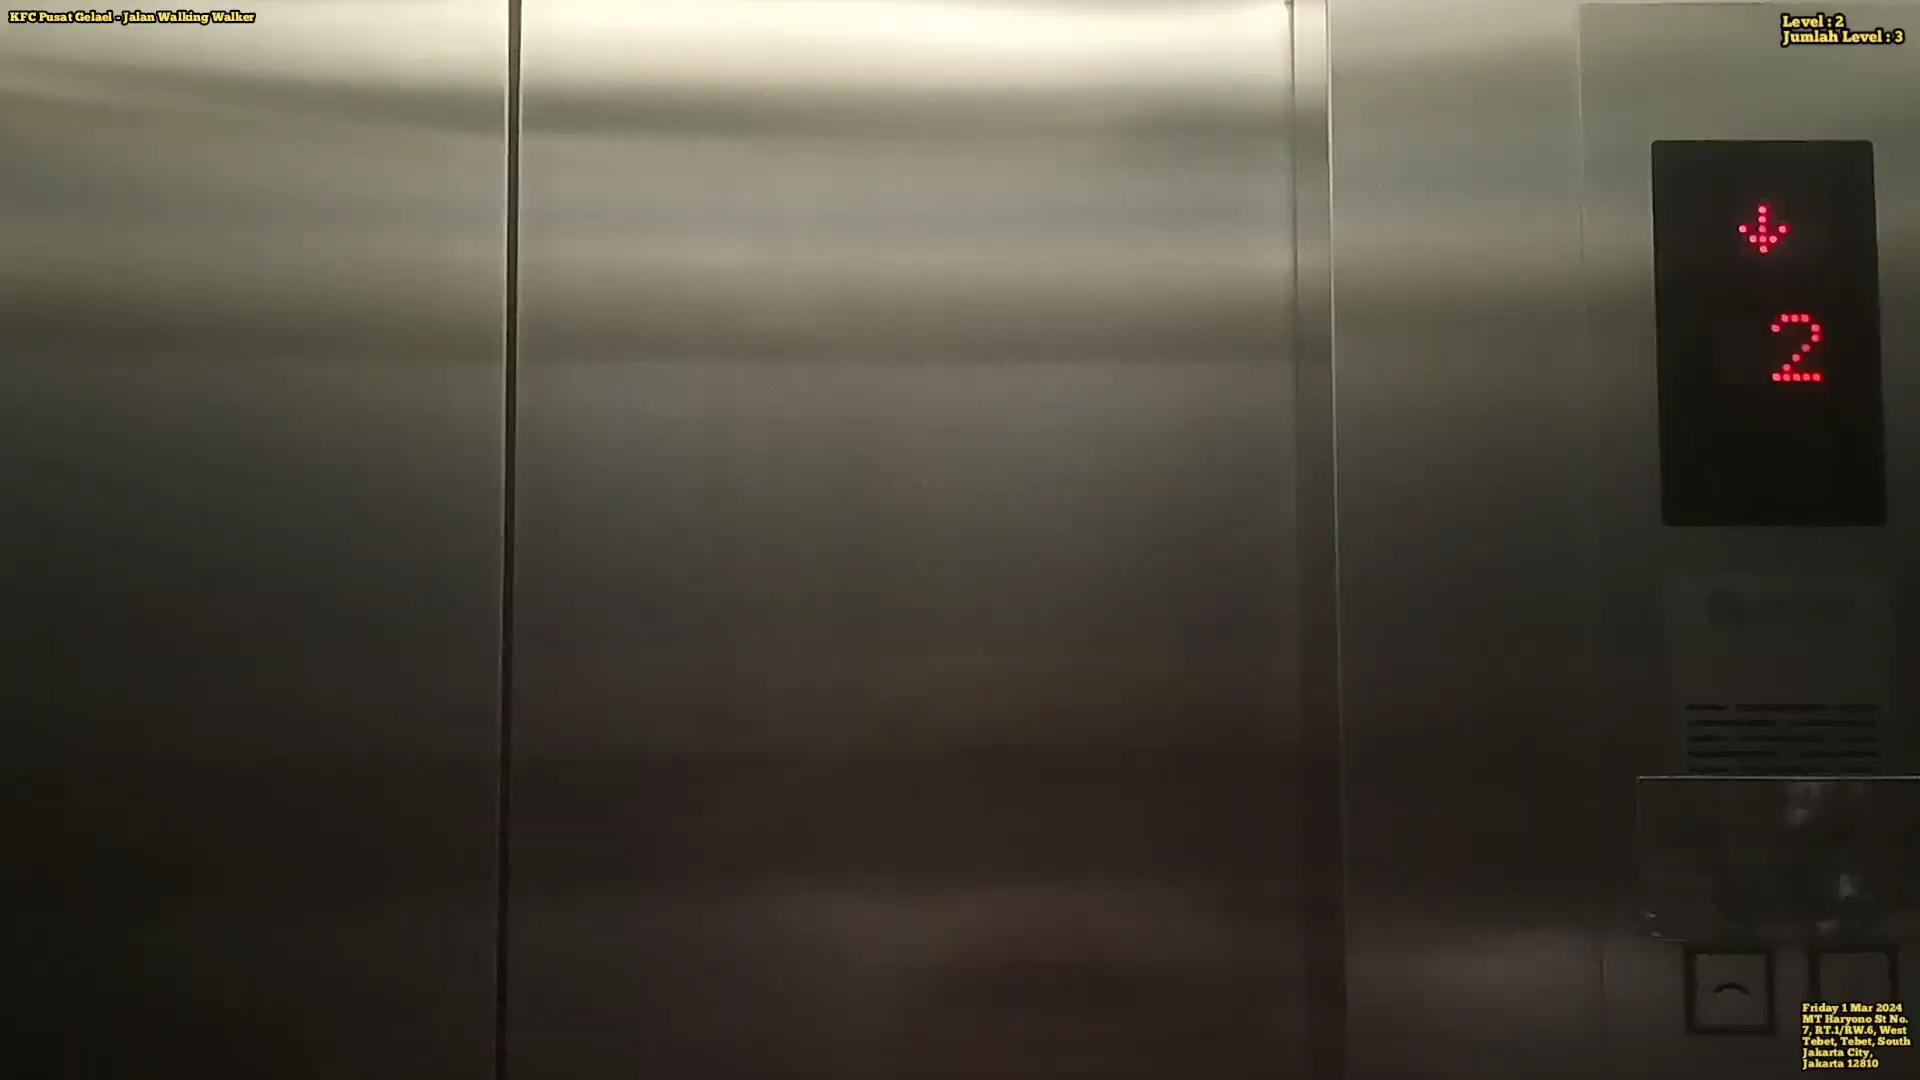 KFC Pusat Gelael - Jalan Walking Walker
Level : 2
Jumlah Level : 3
2
Friday 1 Mar 2024
MT Haryono St No.
7, RT.1/RW.6, West
Tebet, Tebet, South
Jakarta City,
Jakarta 12810